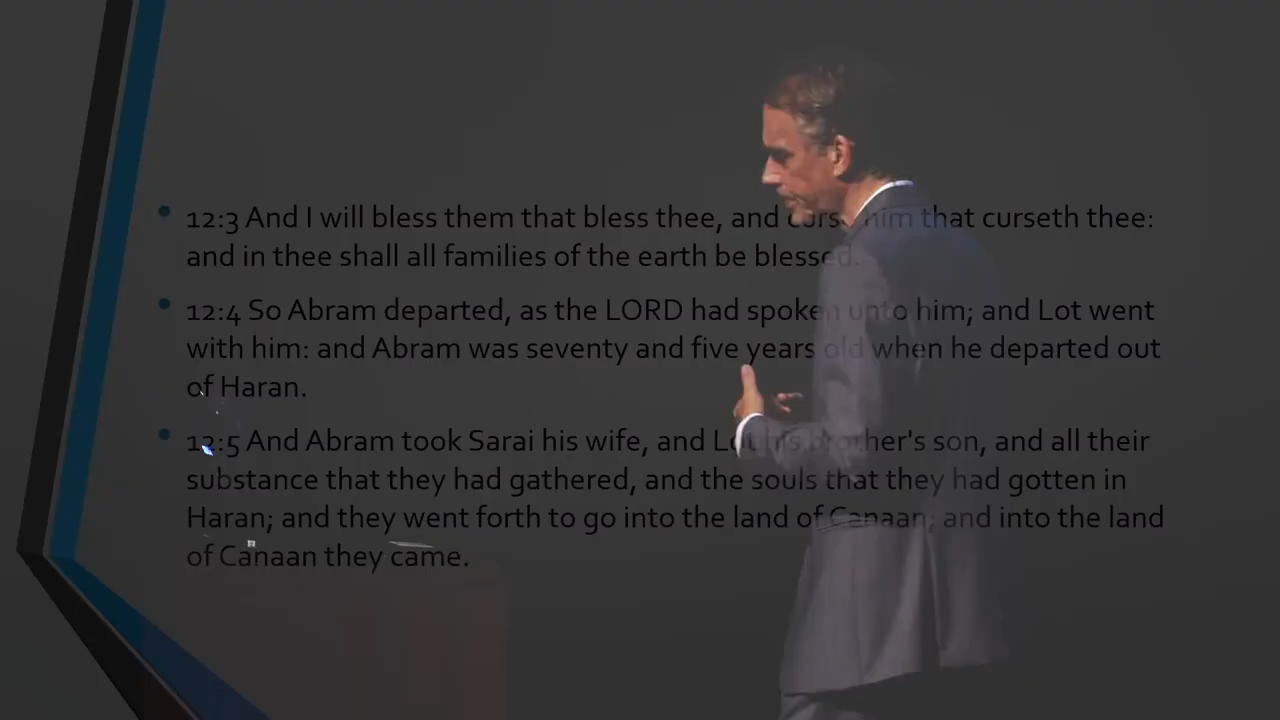 12:3 And I will bless them that bless thee, and curse him that curseth thee:
and in thee shall all families of the earth be blessed.
12:4 So Abram departed, as the LORD had spoken unto him; and Lot went
with him: and Abram was seventy and five years old when he departed out
of Haran.
12:5 And Abram took Sarai his wife, and Lot his brother's son, and all their
substance that they had gathered, and the souls that they had gotten in
Haran; and they went forth to go into the land of Canaan; and into the land
of Canaan they came.